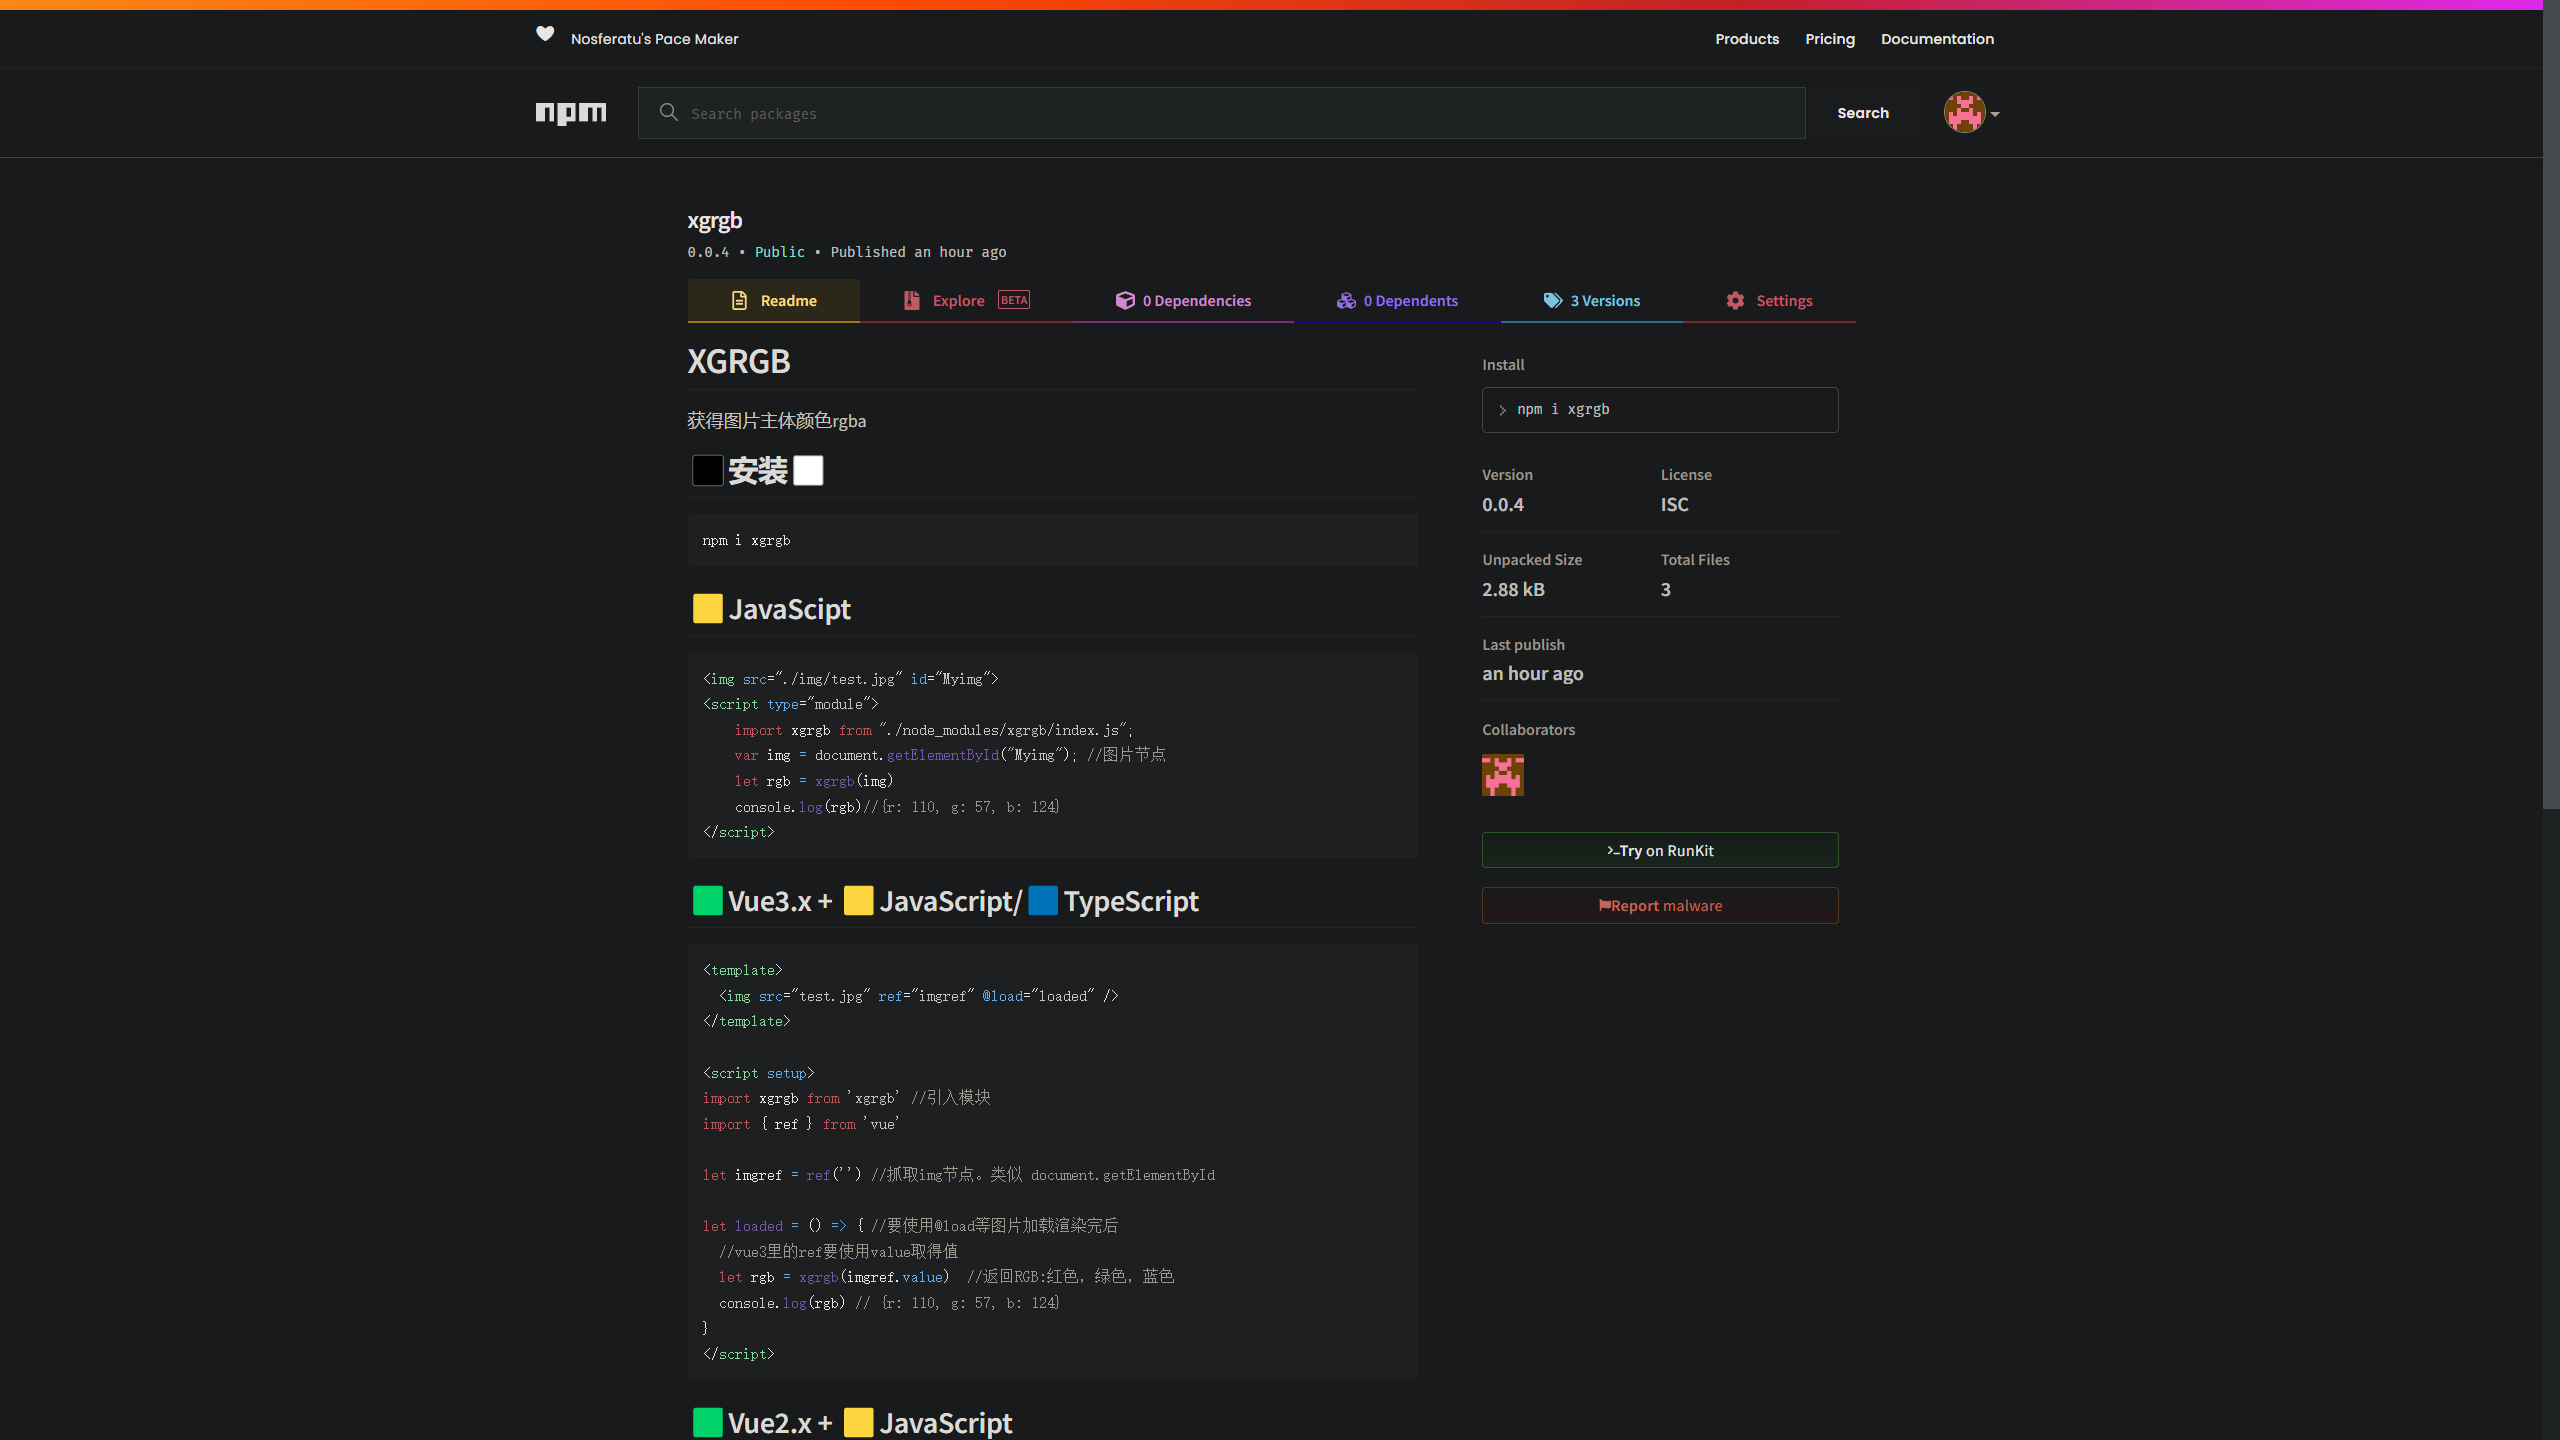 Nosferatu's Pace Maker
Products Pricing Documentation
npm
Search packages
Search
xgrgb
0.0.4 • Public • Published an hour ago
Readme
Explore BETA
0 Dependencies
0 Dependents
3 Versions
Settings
XGRGB
获得图片主体颜色rgba
安装
npm i xgrgb
JavaScipt
<img src="./img/test.jpg" id="Myimg">
<script type="module">
    import xgrgb from "./node_modules/xgrgb/index.js";
    var img = document.getElementById("Myimg"); //图片节点
    let rgb = xgrgb(img)
    console.log(rgb)//{r: 110, g: 57, b: 124}
</script>
Vue3.x + JavaScript/ TypeScript
<template>
  <img src="test.jpg" ref="imgref" @load="loaded" />
</template>
<script setup>
import xgrgb from 'xgrgb' //引入模块
import { ref } from 'vue'
let imgref = ref('') //抓取img节点。类似 document.getElementById
let loaded = () => { //要使用@load等图片加载渲染完后
  //vue3里的ref要使用value取得值
  let rgb = xgrgb(imgref.value)  //返回RGB:红色，绿色，蓝色
  console.log(rgb) // {r: 110, g: 57, b: 124}
}
</script>
Vue2.x + JavaScript
Install
npm i xgrgb
Version
0.0.4
License
ISC
Unpacked Size
2.88 kB
Total Files
3
Last publish
an hour ago
Collaborators
Try on RunKit
Report malware